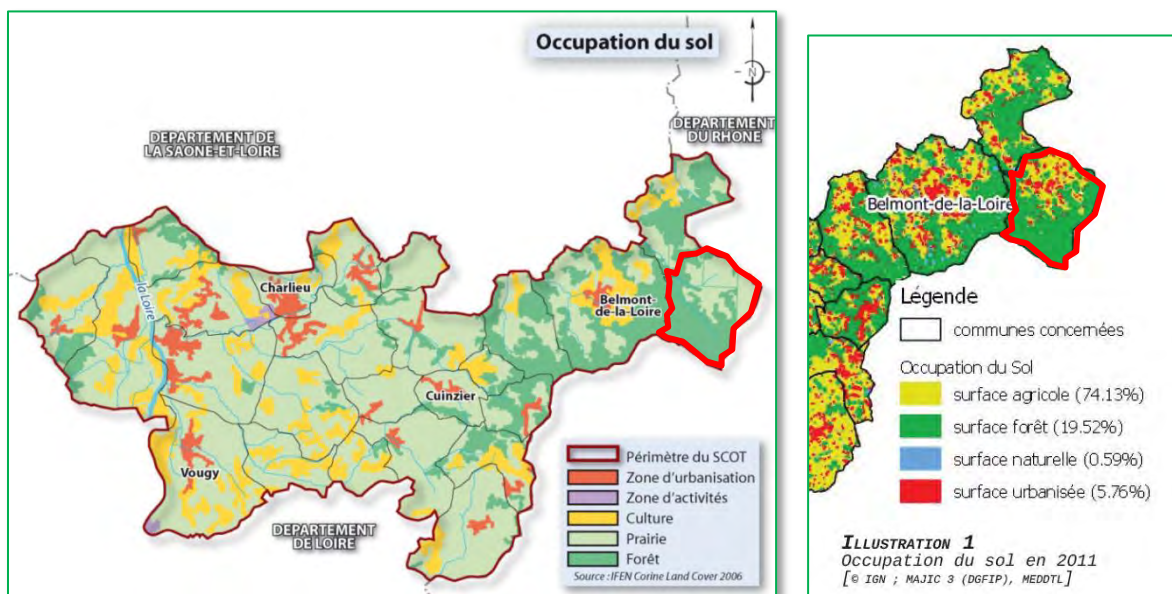 Occupation du sol
N
DEPARTEMENT DE
LA SAONE-ET-LOIRE
DEPARTEMENT
DU RHONE
la Loire
Charlieu
Belmont-
de-la-Loire
Cuinzier
Vougy
DEPARTEMENT
DE LOIRE
Périmètre du SCOT
Zone d'urbanisation
Zone d'activités
Culture
Prairie
Forêt
Source : IFEN Corine Land Cover 2006
Belmont-de-la-Loire
Légende
communes concernées
Occupation du Sol
surface agricole (74.13%)
surface forêt (19.52%)
surface naturelle (0.59%)
surface urbanisée (5.76%)
ILLUSTRATION 1
Occupation du sol en 2011
[© IGN ; MAJIC 3 (DGFIP), MEDDTL]